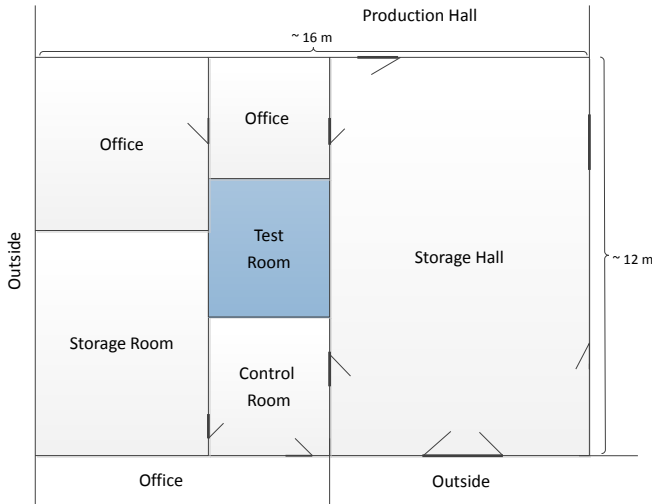 Production Hall
~ 16 m
Office
Office
Outside
Test
Room
Storage Hall
~ 12 m
Storage Room
Control
Room
Office
Outside